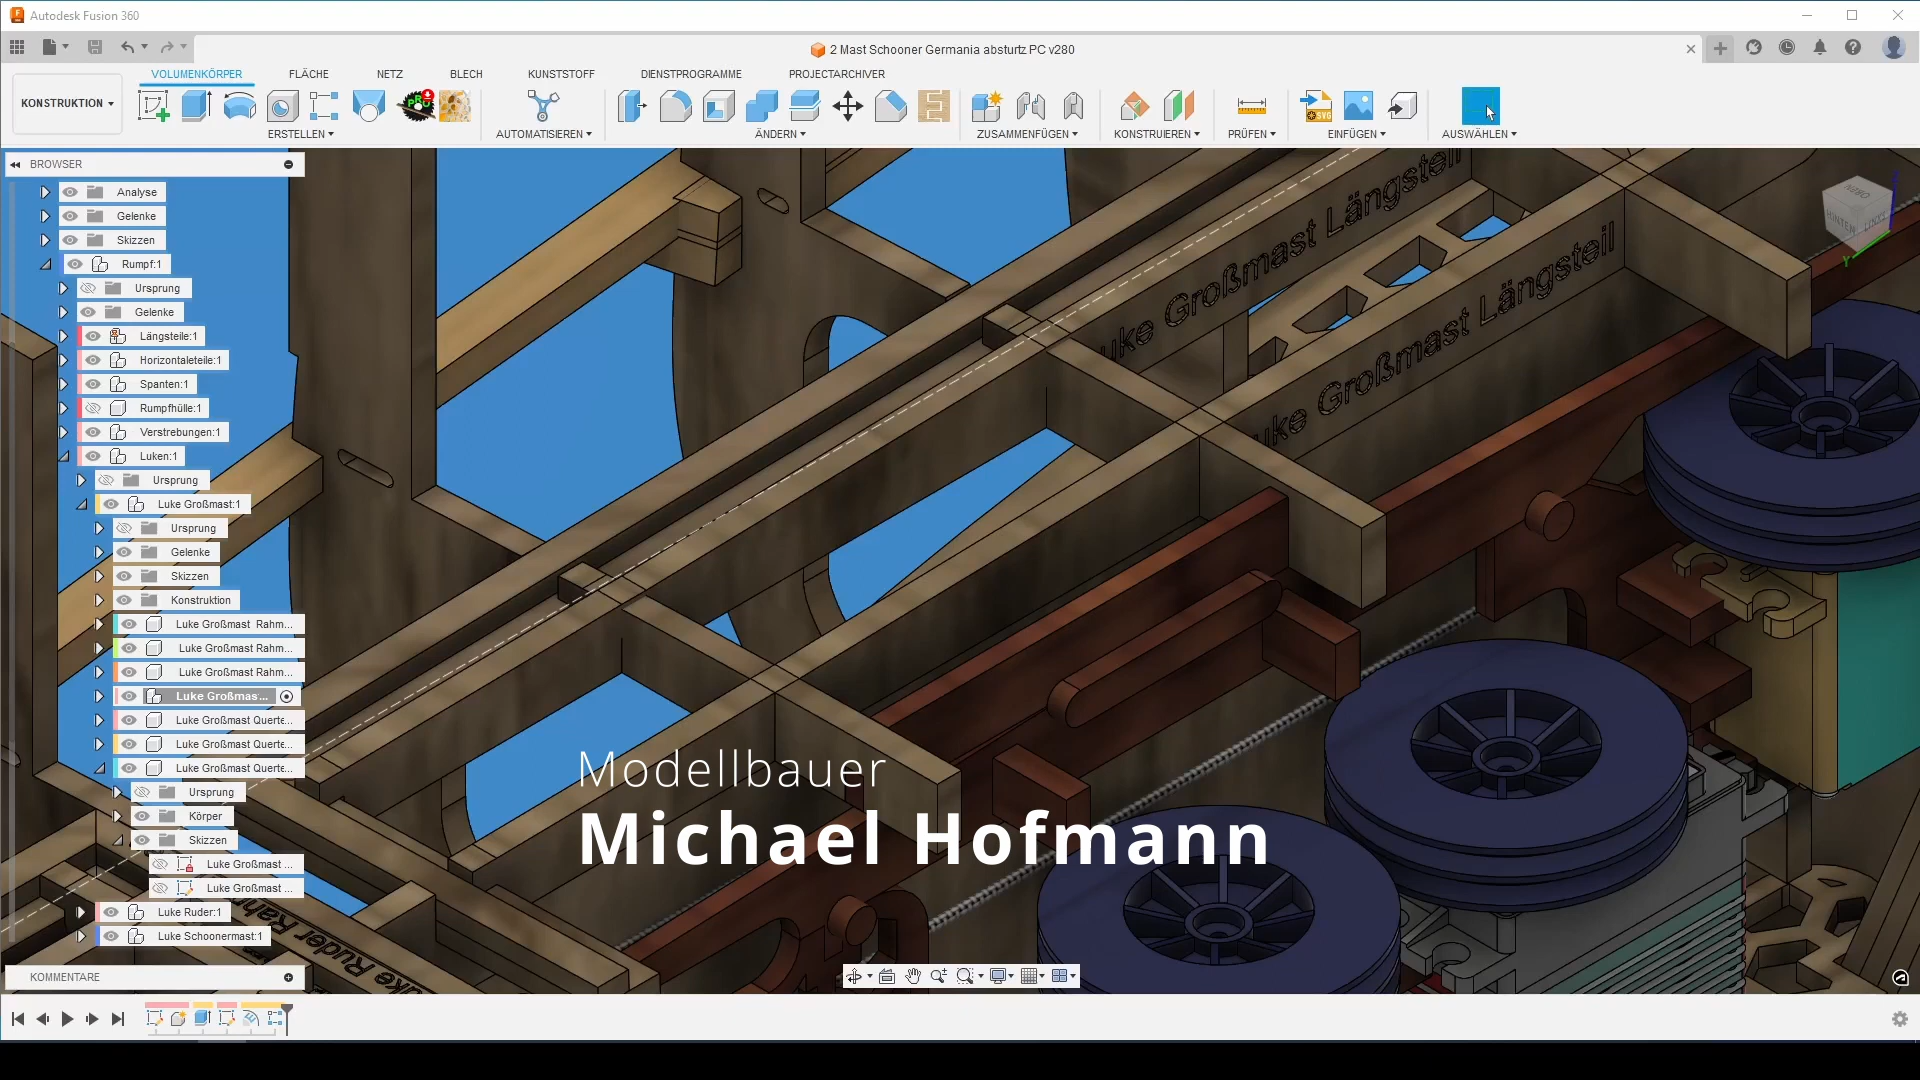 Autodesk Fusion 360
2 Mast Schooner Germania absturtz PC v280
VOLUMENKÖRPER FLÄCHE NETZ BLECH KUNSTSTOFF DIENSTPROGRAMME PROJECTARCHIVER
KONSTRUKTION
ERSTELLEN AUTOMATISIEREN ÄNDERN ZUSAMMENFÜGEN KONSTRUIEREN PRÜFEN EINFÜGEN AUSWÄHLEN
BROWSER
Analyse
Gelenke
Skizzen
Rumpf:1
Ursprung
Gelenke
Längsteile:1
Horizontaleteile:1
Spanten:1
Rumpfhülle:1
Verstrebungen:1
Luken:1
Ursprung
Luke Großmast:1
Ursprung
Gelenke
Skizzen
Konstruktion
Luke Großmast Rahm...
Luke Großmast Rahm...
Luke Großmast Rahm...
Luke Großmas...
Luke Großmast Querte...
Luke Großmast Querte...
Luke Großmast Querte...
Ursprung
Körper
Skizzen
Luke Großmast ...
Luke Großmast ...
Luke Ruder:1
Luke Schoonermast:1
KOMMENTARE
Großmast Längsteil
Großmast Längsteil
Modellbauer
Michael Hofmann